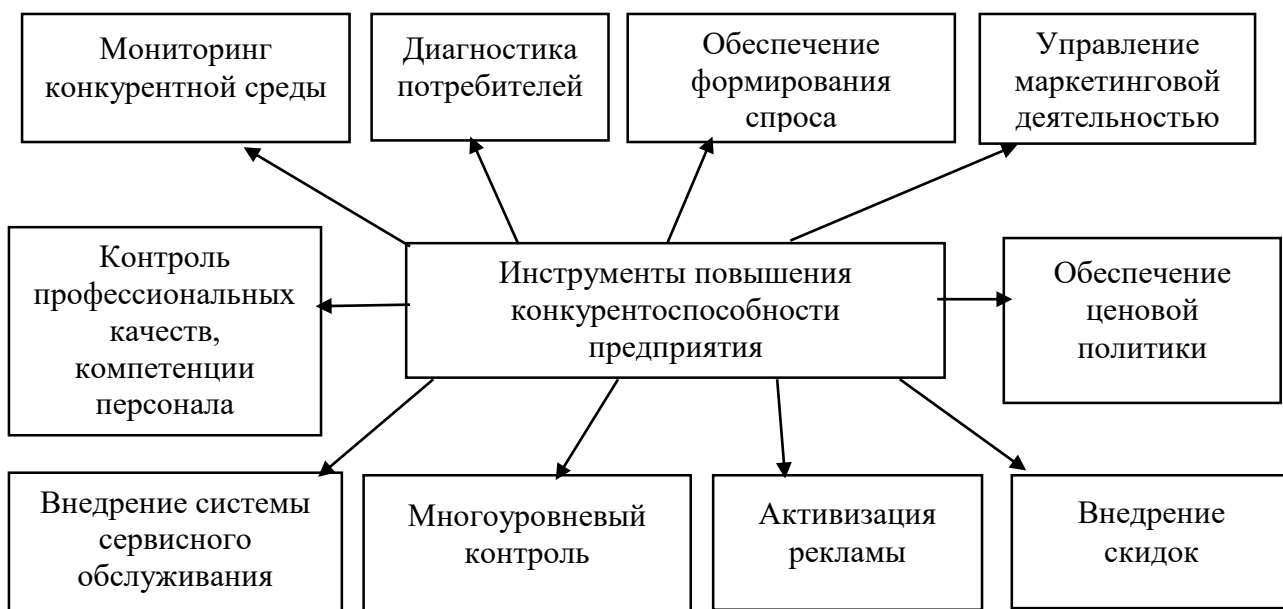 Мониторинг
конкурентной среды
Диагностика
потребителей
Обеспечение
формирования
спроса
Управление
маркетинговой
деятельностью
Контроль
профессиональных
качеств,
компетенции
персонала
Инструменты повышения
конкурентоспособности
предприятия
Обеспечение
ценовой
политики
Внедрение системы
сервисного
обслуживания
Многоуровневый
контроль
Активизация
рекламы
Внедрение
скидок